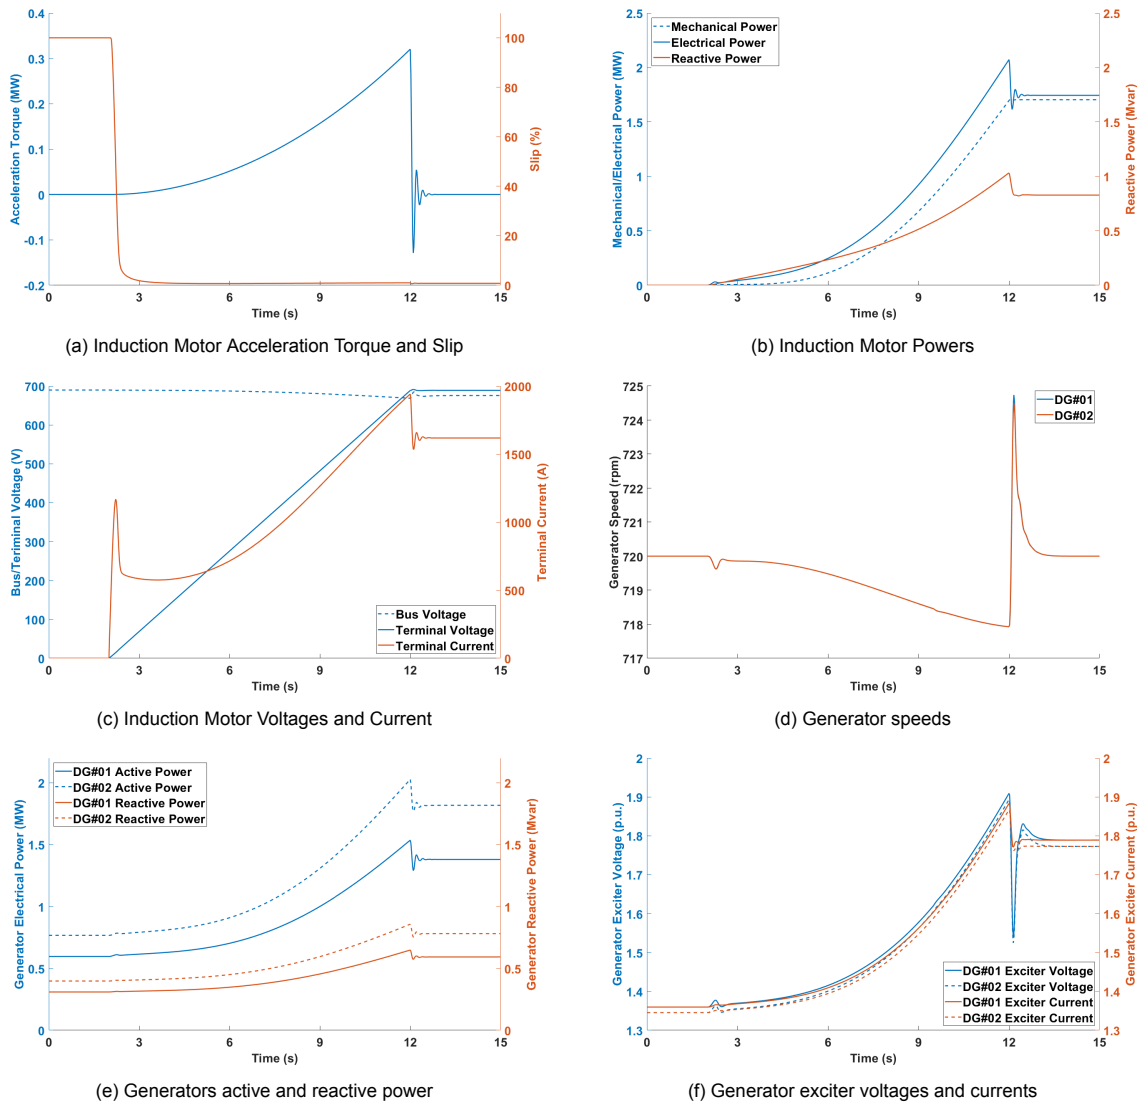 0.4
0.3
0.2
0.1
0
-0.1
-0.2
Acceleration Torque (MW)
100
80
60
40
20
0
Slip (%)
0 3 6 9 12 15
Time (s)
(a) Induction Motor Acceleration Torque and Slip
2.5
2
1.5
1
0.5
0
Mechanical/Electrical Power (MW)
Mechanical Power
Electrical Power
Reactive Power
2.5
2
1.5
1
0.5
0
Reactive Power (Mvar)
0 3 6 9 12 15
Time (s)
(b) Induction Motor Powers
700
600
500
400
300
200
100
0
Bus/Teriminal Voltage (V)
Bus Voltage
Terminal Voltage
Terminal Current
2000
1500
1000
500
0
Terminal Current (A)
0 3 6 9 12 15
Time (s)
(c) Induction Motor Voltages and Current
725
724
723
722
721
720
719
718
717
Generator Speed (rpm)
DG#01
DG#02
0 3 6 9 12 15
Time (s)
(d) Generator speeds
2
1.5
1
0.5
0
Generator Electrical Power (MW)
DG#01 Active Power
DG#02 Active Power
DG#01 Reactive Power
DG#02 Reactive Power
2
1.5
1
0.5
0
Generator Reactive Power (Mvar)
0 3 6 9 12 15
Time (s)
(e) Generators active and reactive power
2
1.9
1.8
1.7
1.6
1.5
1.4
1.3
Generator Exciter Voltage (p.u.)
DG#01 Exciter Voltage
DG#02 Exciter Voltage
DG#01 Exciter Current
DG#02 Exciter Current
2
1.9
1.8
1.7
1.6
1.5
1.4
1.3
Generator Exciter Current (p.u.)
0 3 6 9 12 15
Time (s)
(f) Generator exciter voltages and currents